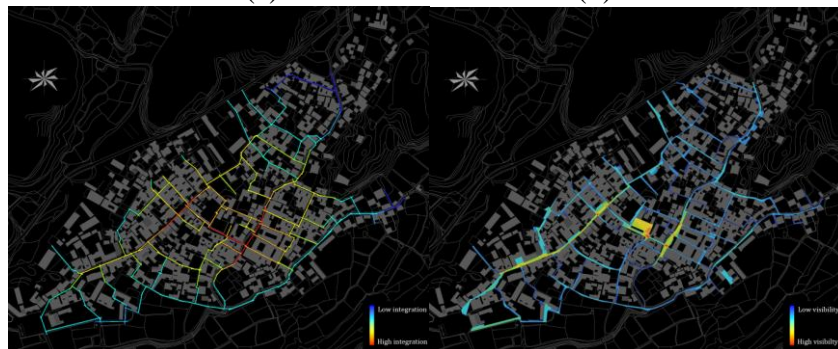 Low integration
High integration
Low visibility
High visibility